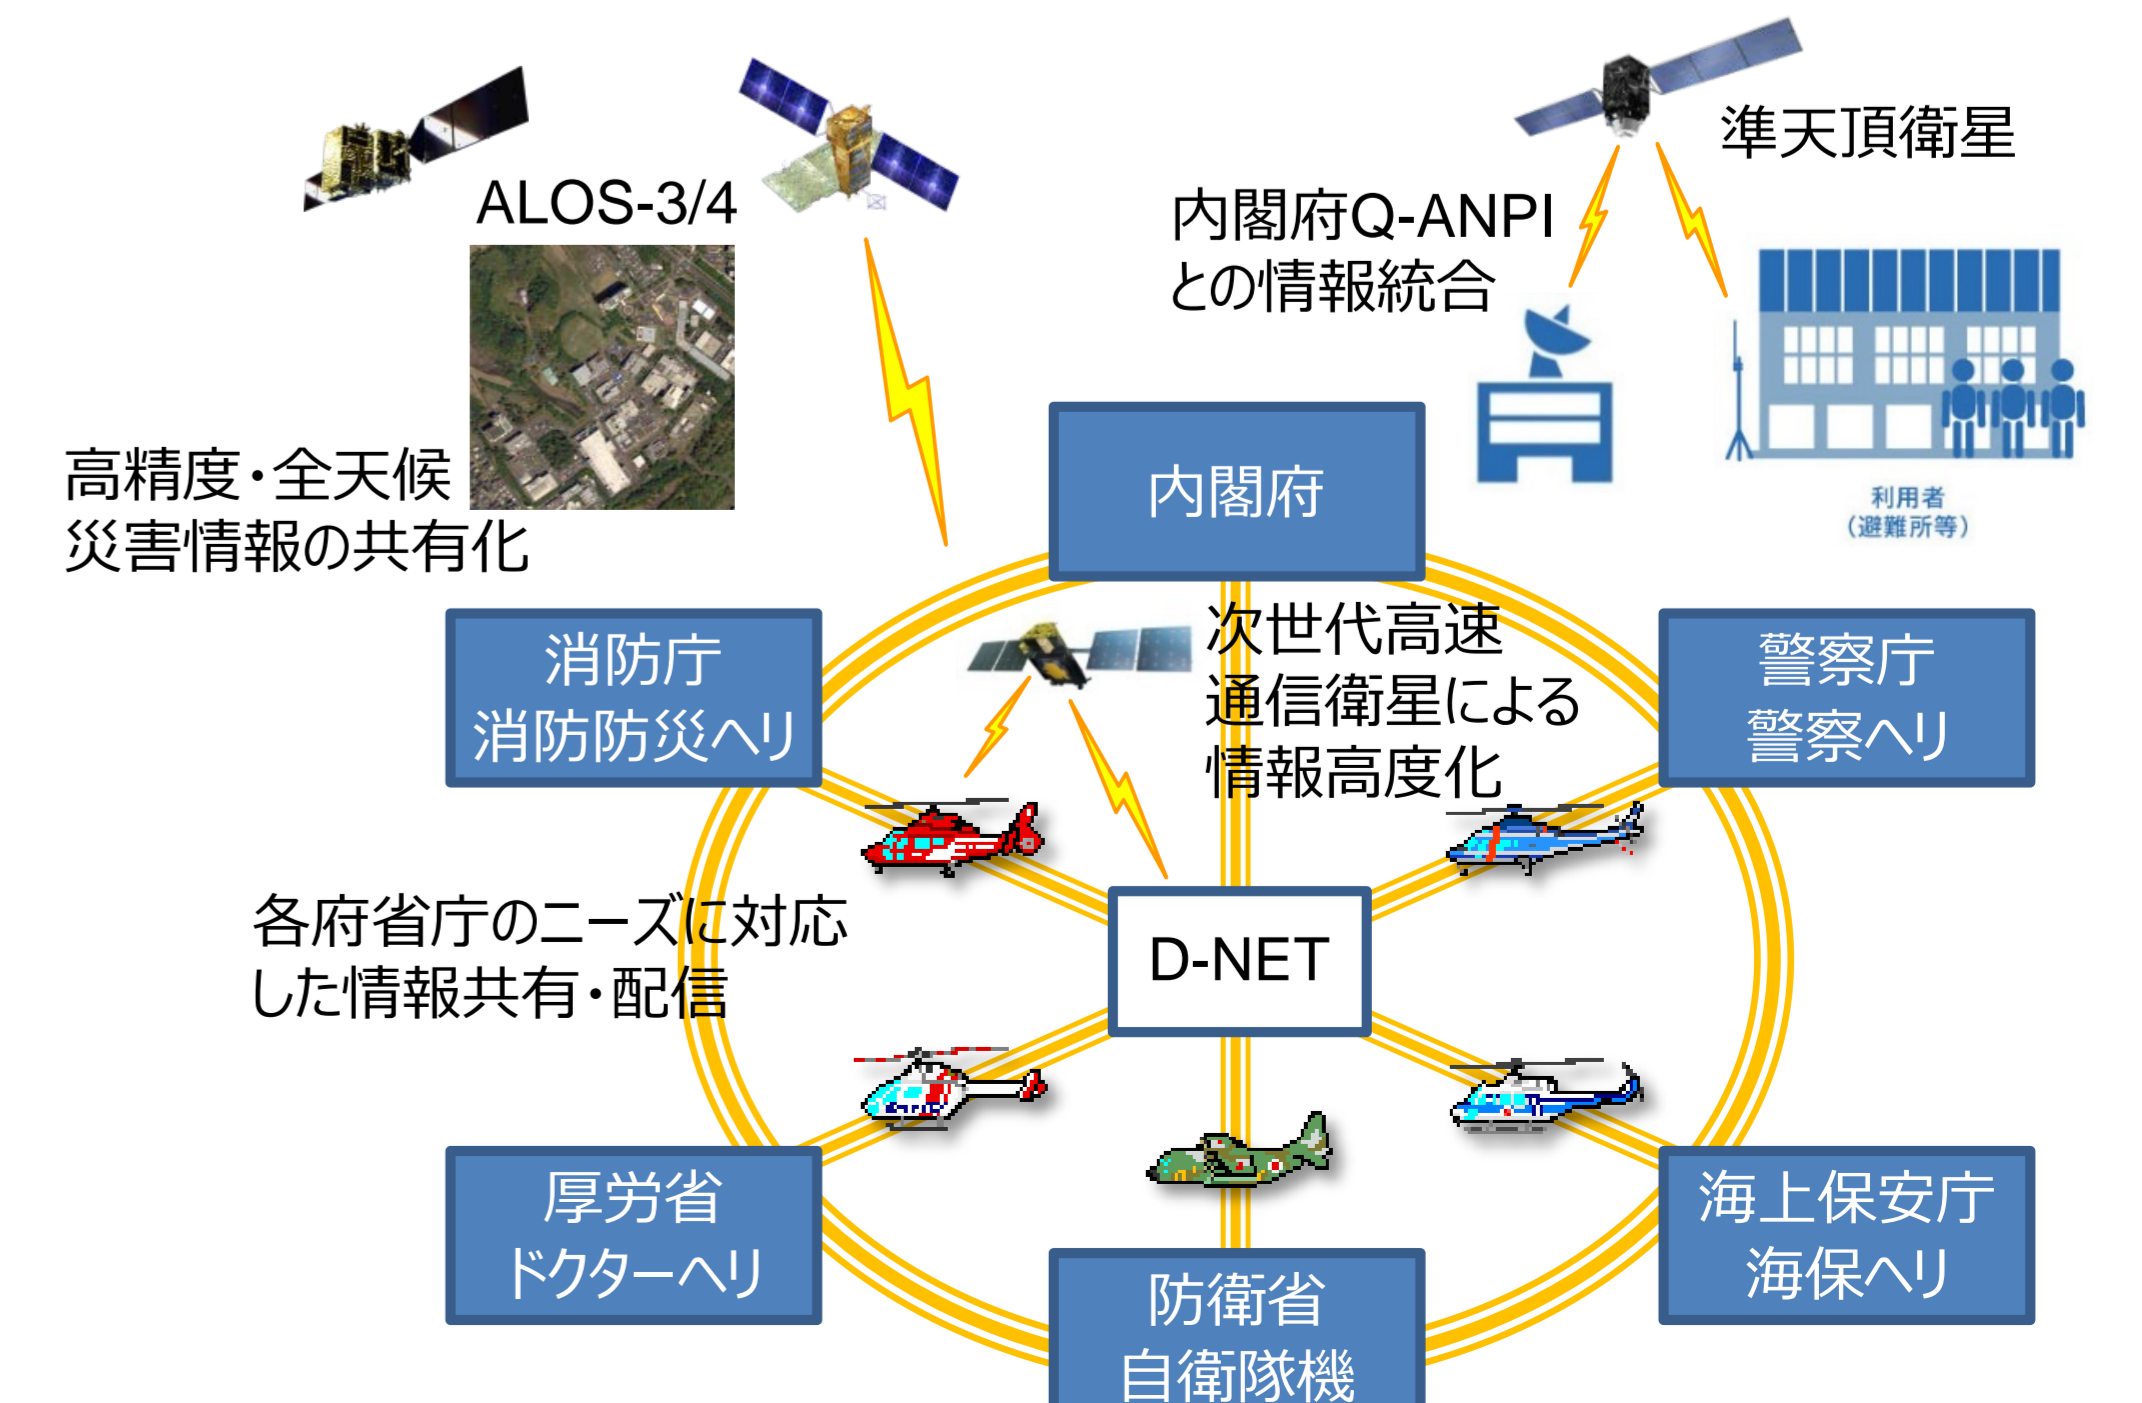 準天頂衛星
ALOS-3/4
内閣府Q-ANPI
との情報統合
高精度・全天候
災害情報の共有化
内閣府
利用者
（避難所等）
消防庁
消防防災ヘリ
次世代高速
通信衛星による
情報高度化
警察庁
警察ヘリ
各府省庁のニーズに対応
した情報共有・配信
D-NET
厚労省
ドクターヘリ
防衛省
自衛隊機
海上保安庁
海保ヘリ